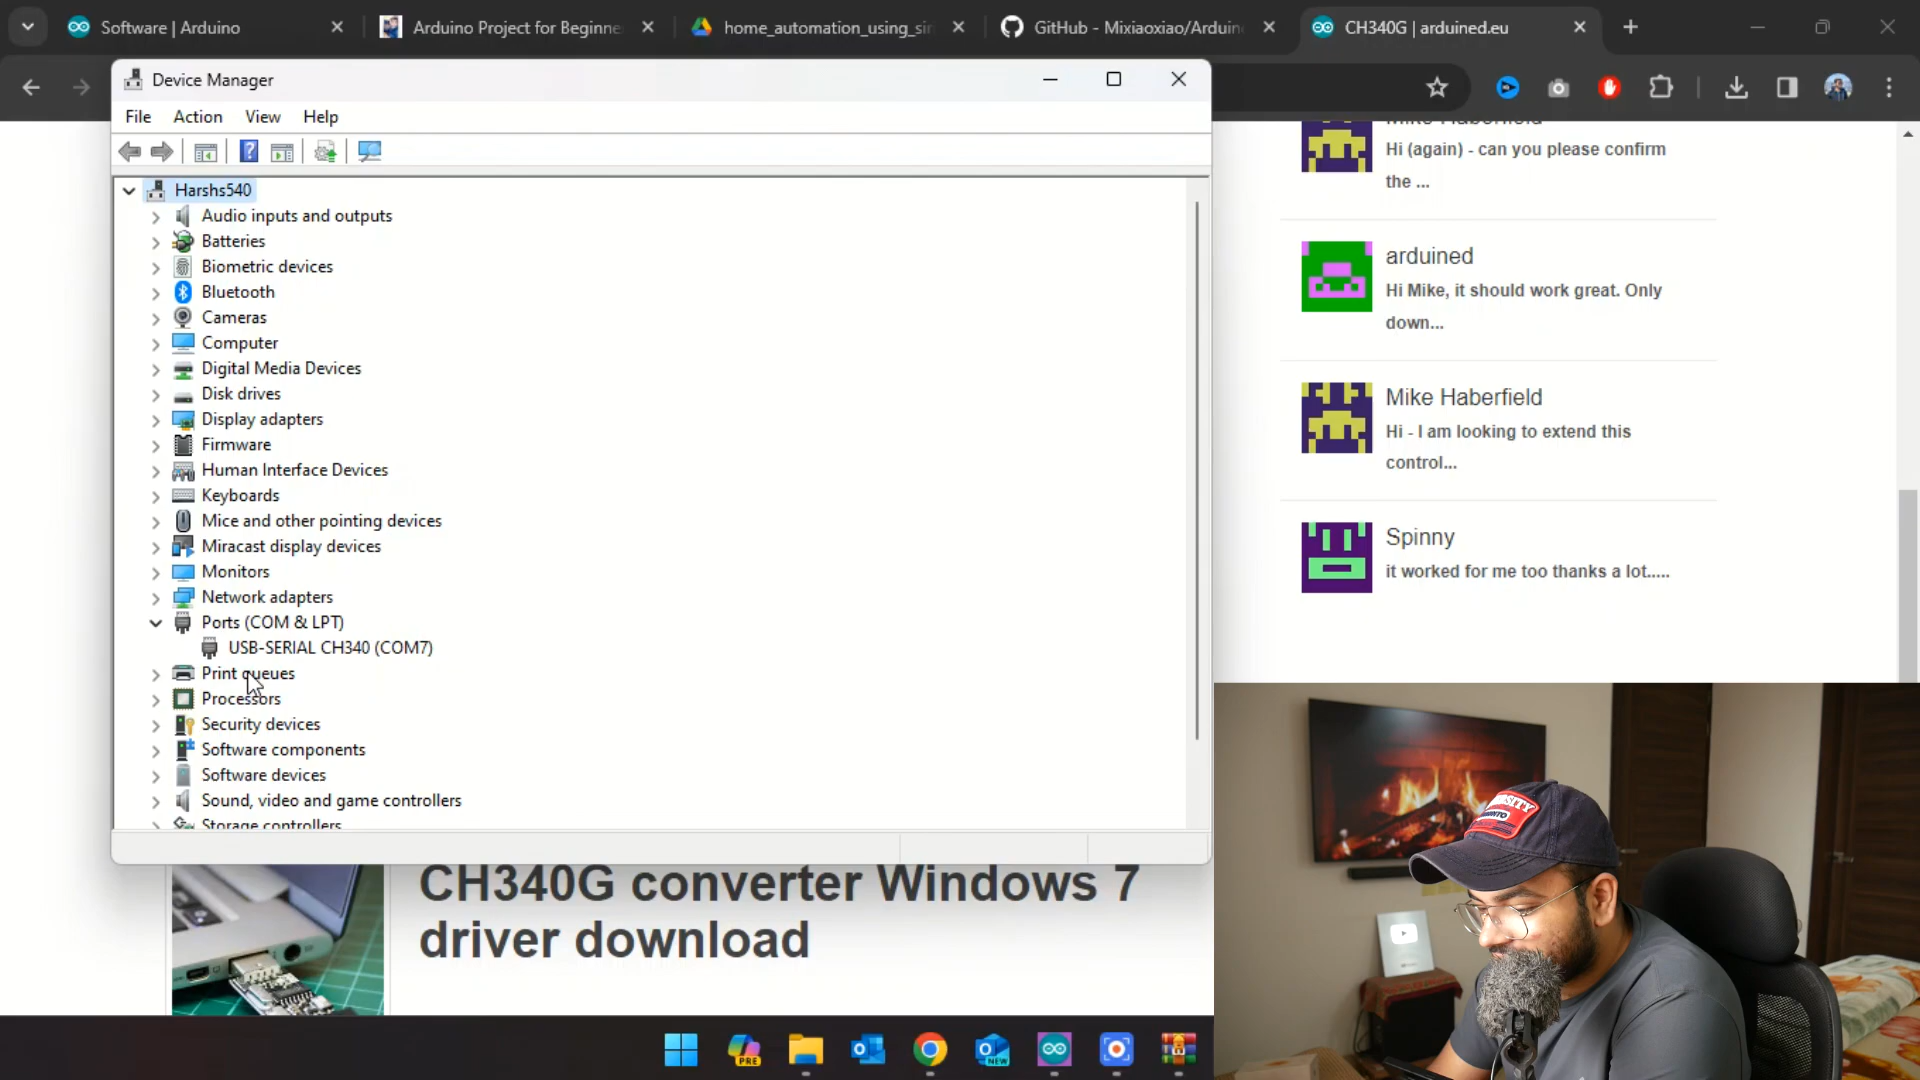 Software | Arduino
Arduino Project for Beginne
home_automation_using_sin
GitHub - Mixiaoxiao/Arduin
CH340G | arduined.eu
Device Manager
File Action View Help
Harshs540
Audio inputs and outputs
Batteries
Biometric devices
Bluetooth
Cameras
Computer
Digital Media Devices
Disk drives
Display adapters
Firmware
Human Interface Devices
Keyboards
Mice and other pointing devices
Miracast display devices
Monitors
Network adapters
Ports (COM & LPT)
USB-SERIAL CH340 (COM7)
Print queues
Processors
Security devices
Software components
Software devices
Sound, video and game controllers
Storage controllers
Mike Haberfield
Hi (again) - can you please confirm
the ...
arduined
Hi Mike, it should work great. Only
down...
Mike Haberfield
Hi - I am looking to extend this
control...
Spinny
it worked for me too thanks a lot.....
CH340G converter Windows 7
driver download
PRE
NEW